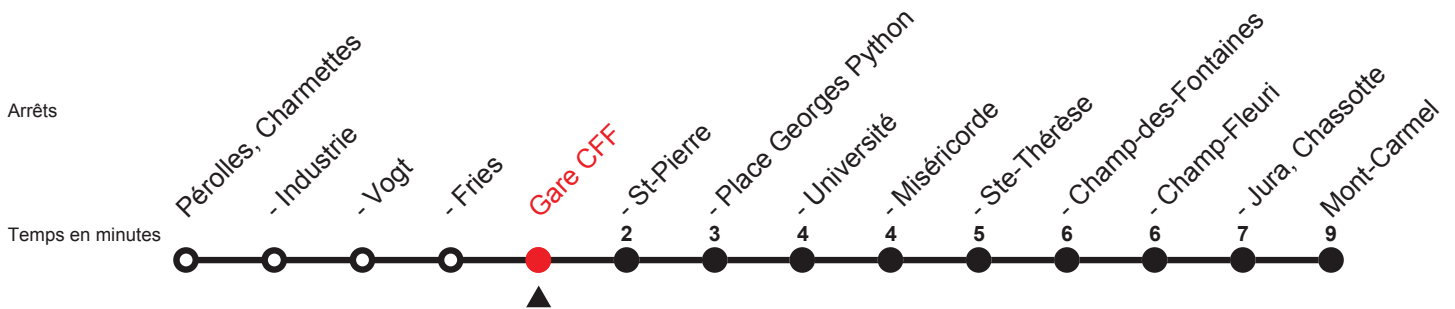 Arrêts
Pérolles, Charmettes
- Industrie
- Vogt
- Fries
Gare CFF
- St-Pierre
- Place Georges Python
- Université
- Miséricorde
- Ste-Thérèse
- Champ-des-Fontaines
- Champ-Fleuri
- Jura, Chassotte
Mont-Carmel
Temps en minutes
2
3
4
4
5
6
6
7
9